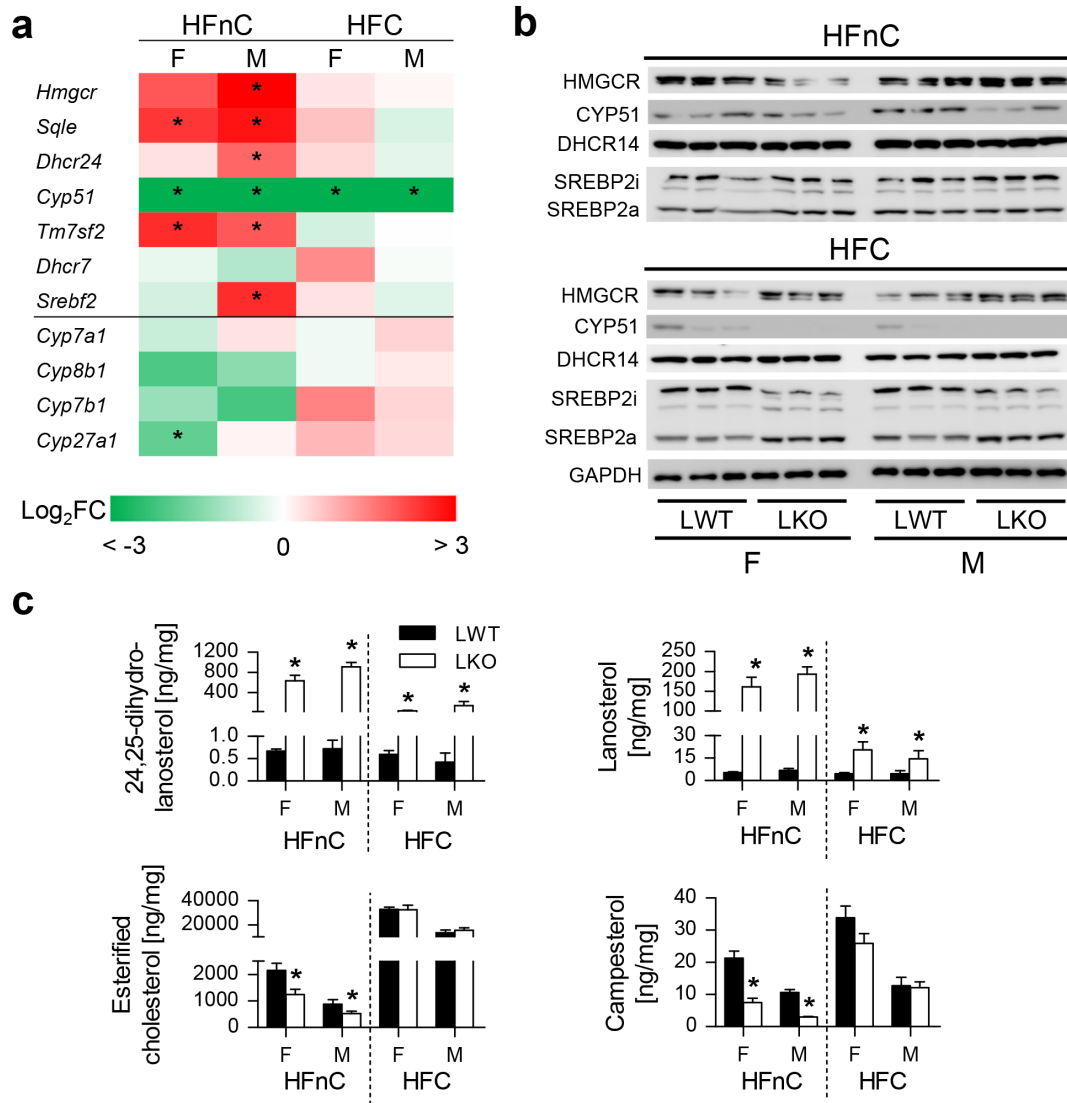 a
HFnC HFC
F M F M
Hmgcr *
Sqle * *
Dhcr24 *
Cyp51 * * * *
Tm7sf2 * *
Dhcr7
Srebf2 *
Cyp7a1
Cyp8b1
Cyp7b1
Cyp27a1 *
Log2FC
< -3 0 > 3
b
HFnC
HMGCR
CYP51
DHCR14
SREBP2i
SREBP2a
HFC
HMGCR
CYP51
DHCR14
SREBP2i
SREBP2a
GAPDH
LWT LKO LWT LKO
F M
c
24,25-dihydro-
lanosterol [ng/mg]
1200
800
400
1.0
0.5
0.0
* * * *
LWT
LKO
F M F M
HFnC HFC
Lanosterol
[ng/mg]
250
200
150
100
30
15
0
* * * *
F M F M
HFnC HFC
Esterified
cholesterol [ng/mg]
40000
20000
2000
1000
0
* *
F M F M
HFnC HFC
Campesterol
[ng/mg]
40
30
20
10
0
* *
F M F M
HFnC HFC